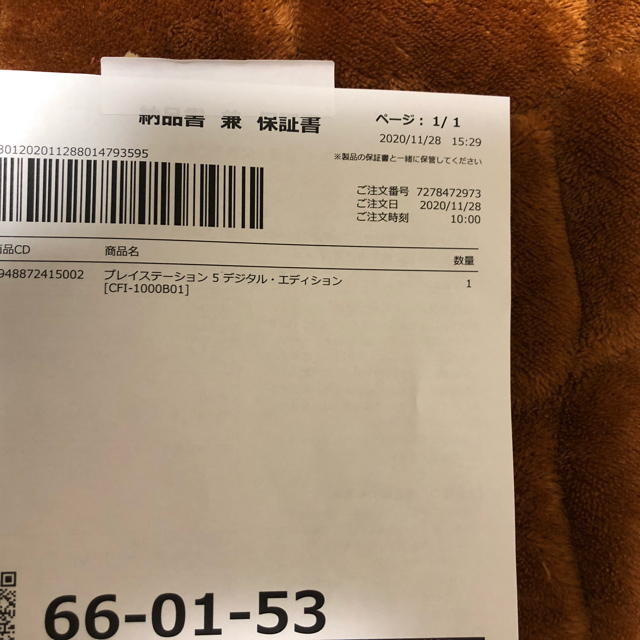 納品書 兼 保証書
ページ: 1/ 1
2020/11/28 15:29
※製品の保証書と一緒に保管してください
301202011288014793595
ご注文番号 7278472973
ご注文日 2020/11/28
ご注文時刻 10:00
商品CD 商品名 数量
948872415002 プレイステーション 5 デジタル・エディション 1
[CFI-1000B01]
66-01-53